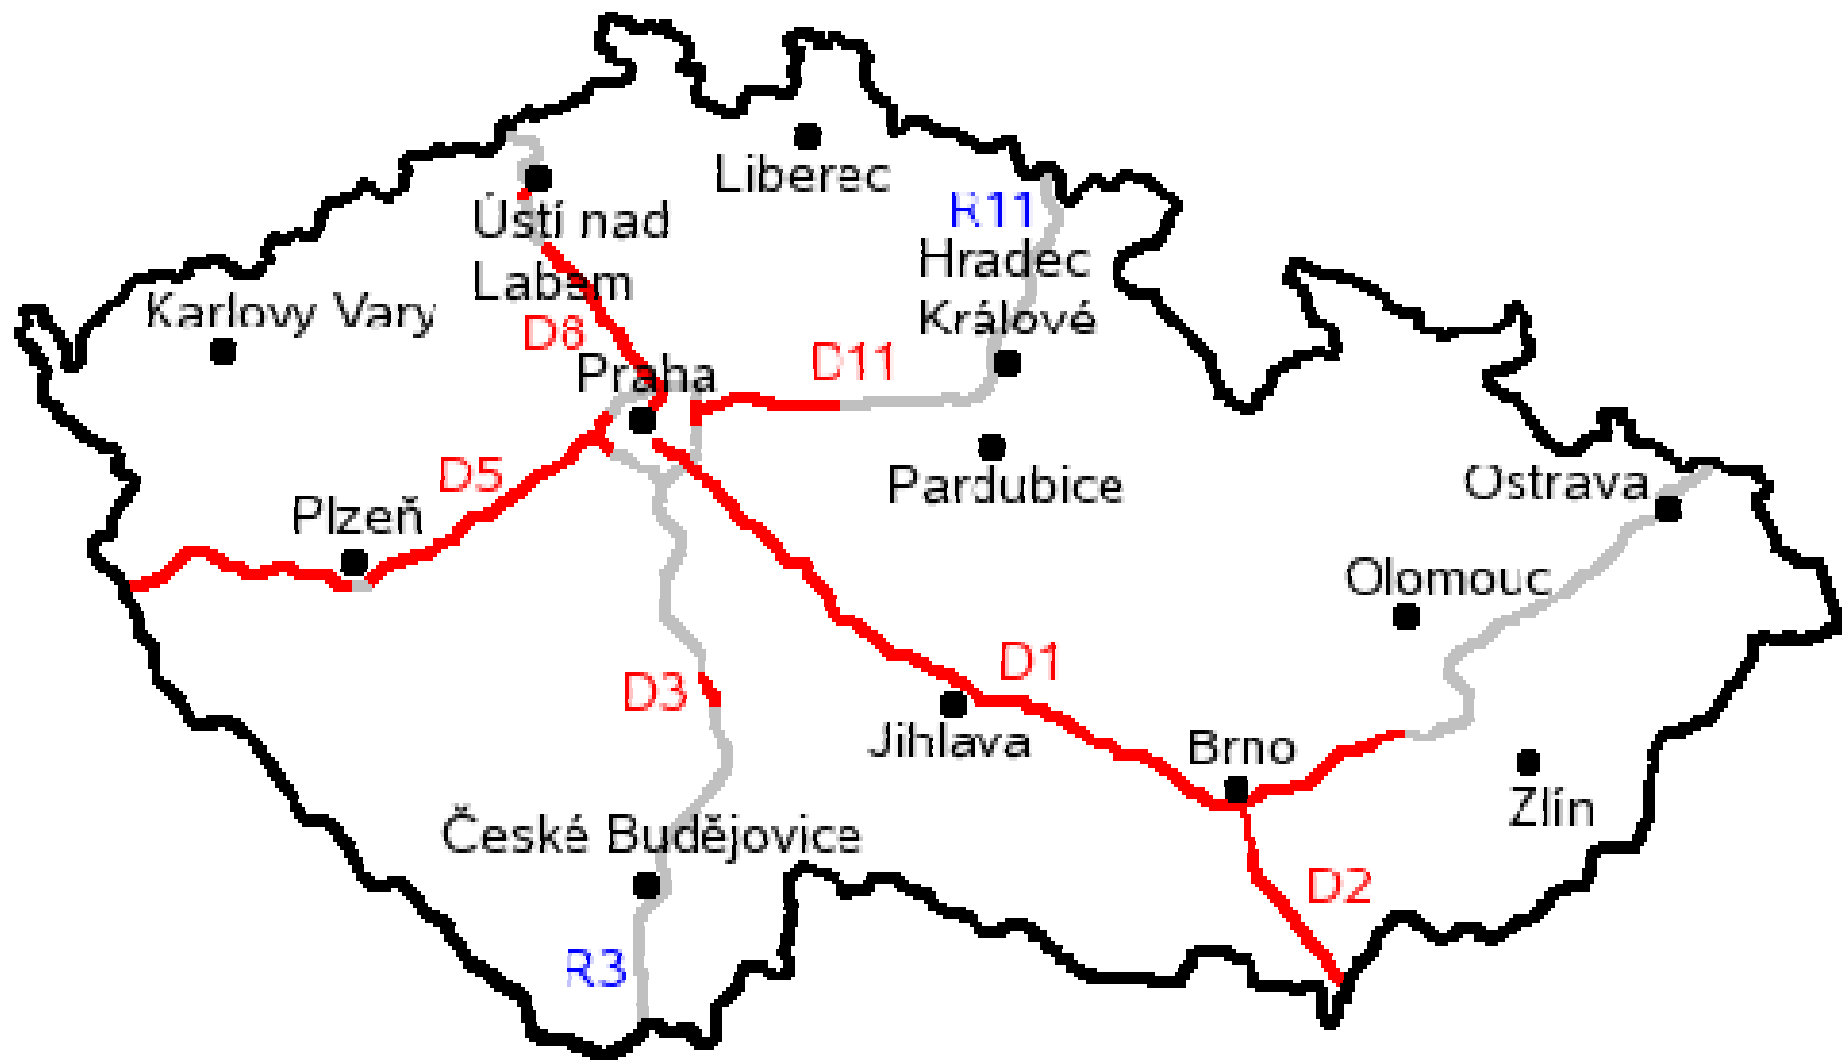 Liberec
R11
Ústí nad
Labem
Hradec
Králové
Karlovy Vary
D8
Praha
D11
D5
Pardubice
Ostrava
Plzeň
Olomouc
D3
D1
Jihlava
Brno
Zlín
České Budějovice
D2
R3